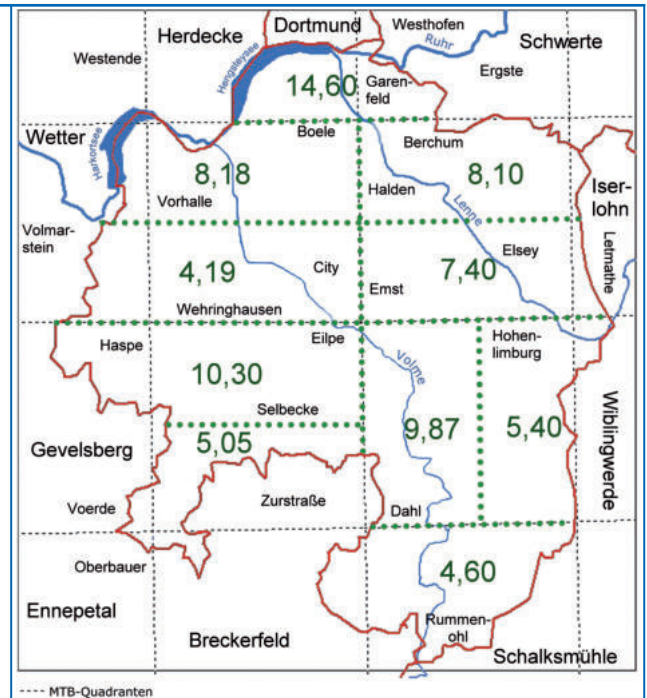 Herdecke
Dortmund
Westhofen
Schwerte
Westende
Hengsteysee
Ruhr
Ergste
14,60
Garen-
feld
Wetter
Harkortsee
Boele
Berchum
8,18
8,10
Iser-
lohn
Vorhalle
Halden
Lenne
Volmar-
stein
Letmathe
4,19
City
Elsey
7,40
Emst
Wehringhausen
Haspe
Eilpe
Volme
Hohen-
limburg
10,30
Wiblingwerde
Selbecke
9,87
5,40
Gevelsberg
5,05
Voerde
Zurstraße
Dahl
Oberbauer
4,60
Ennepetal
Rummen-
ohl
Breckerfeld
Schalksmühle
---- MTB-Quadranten